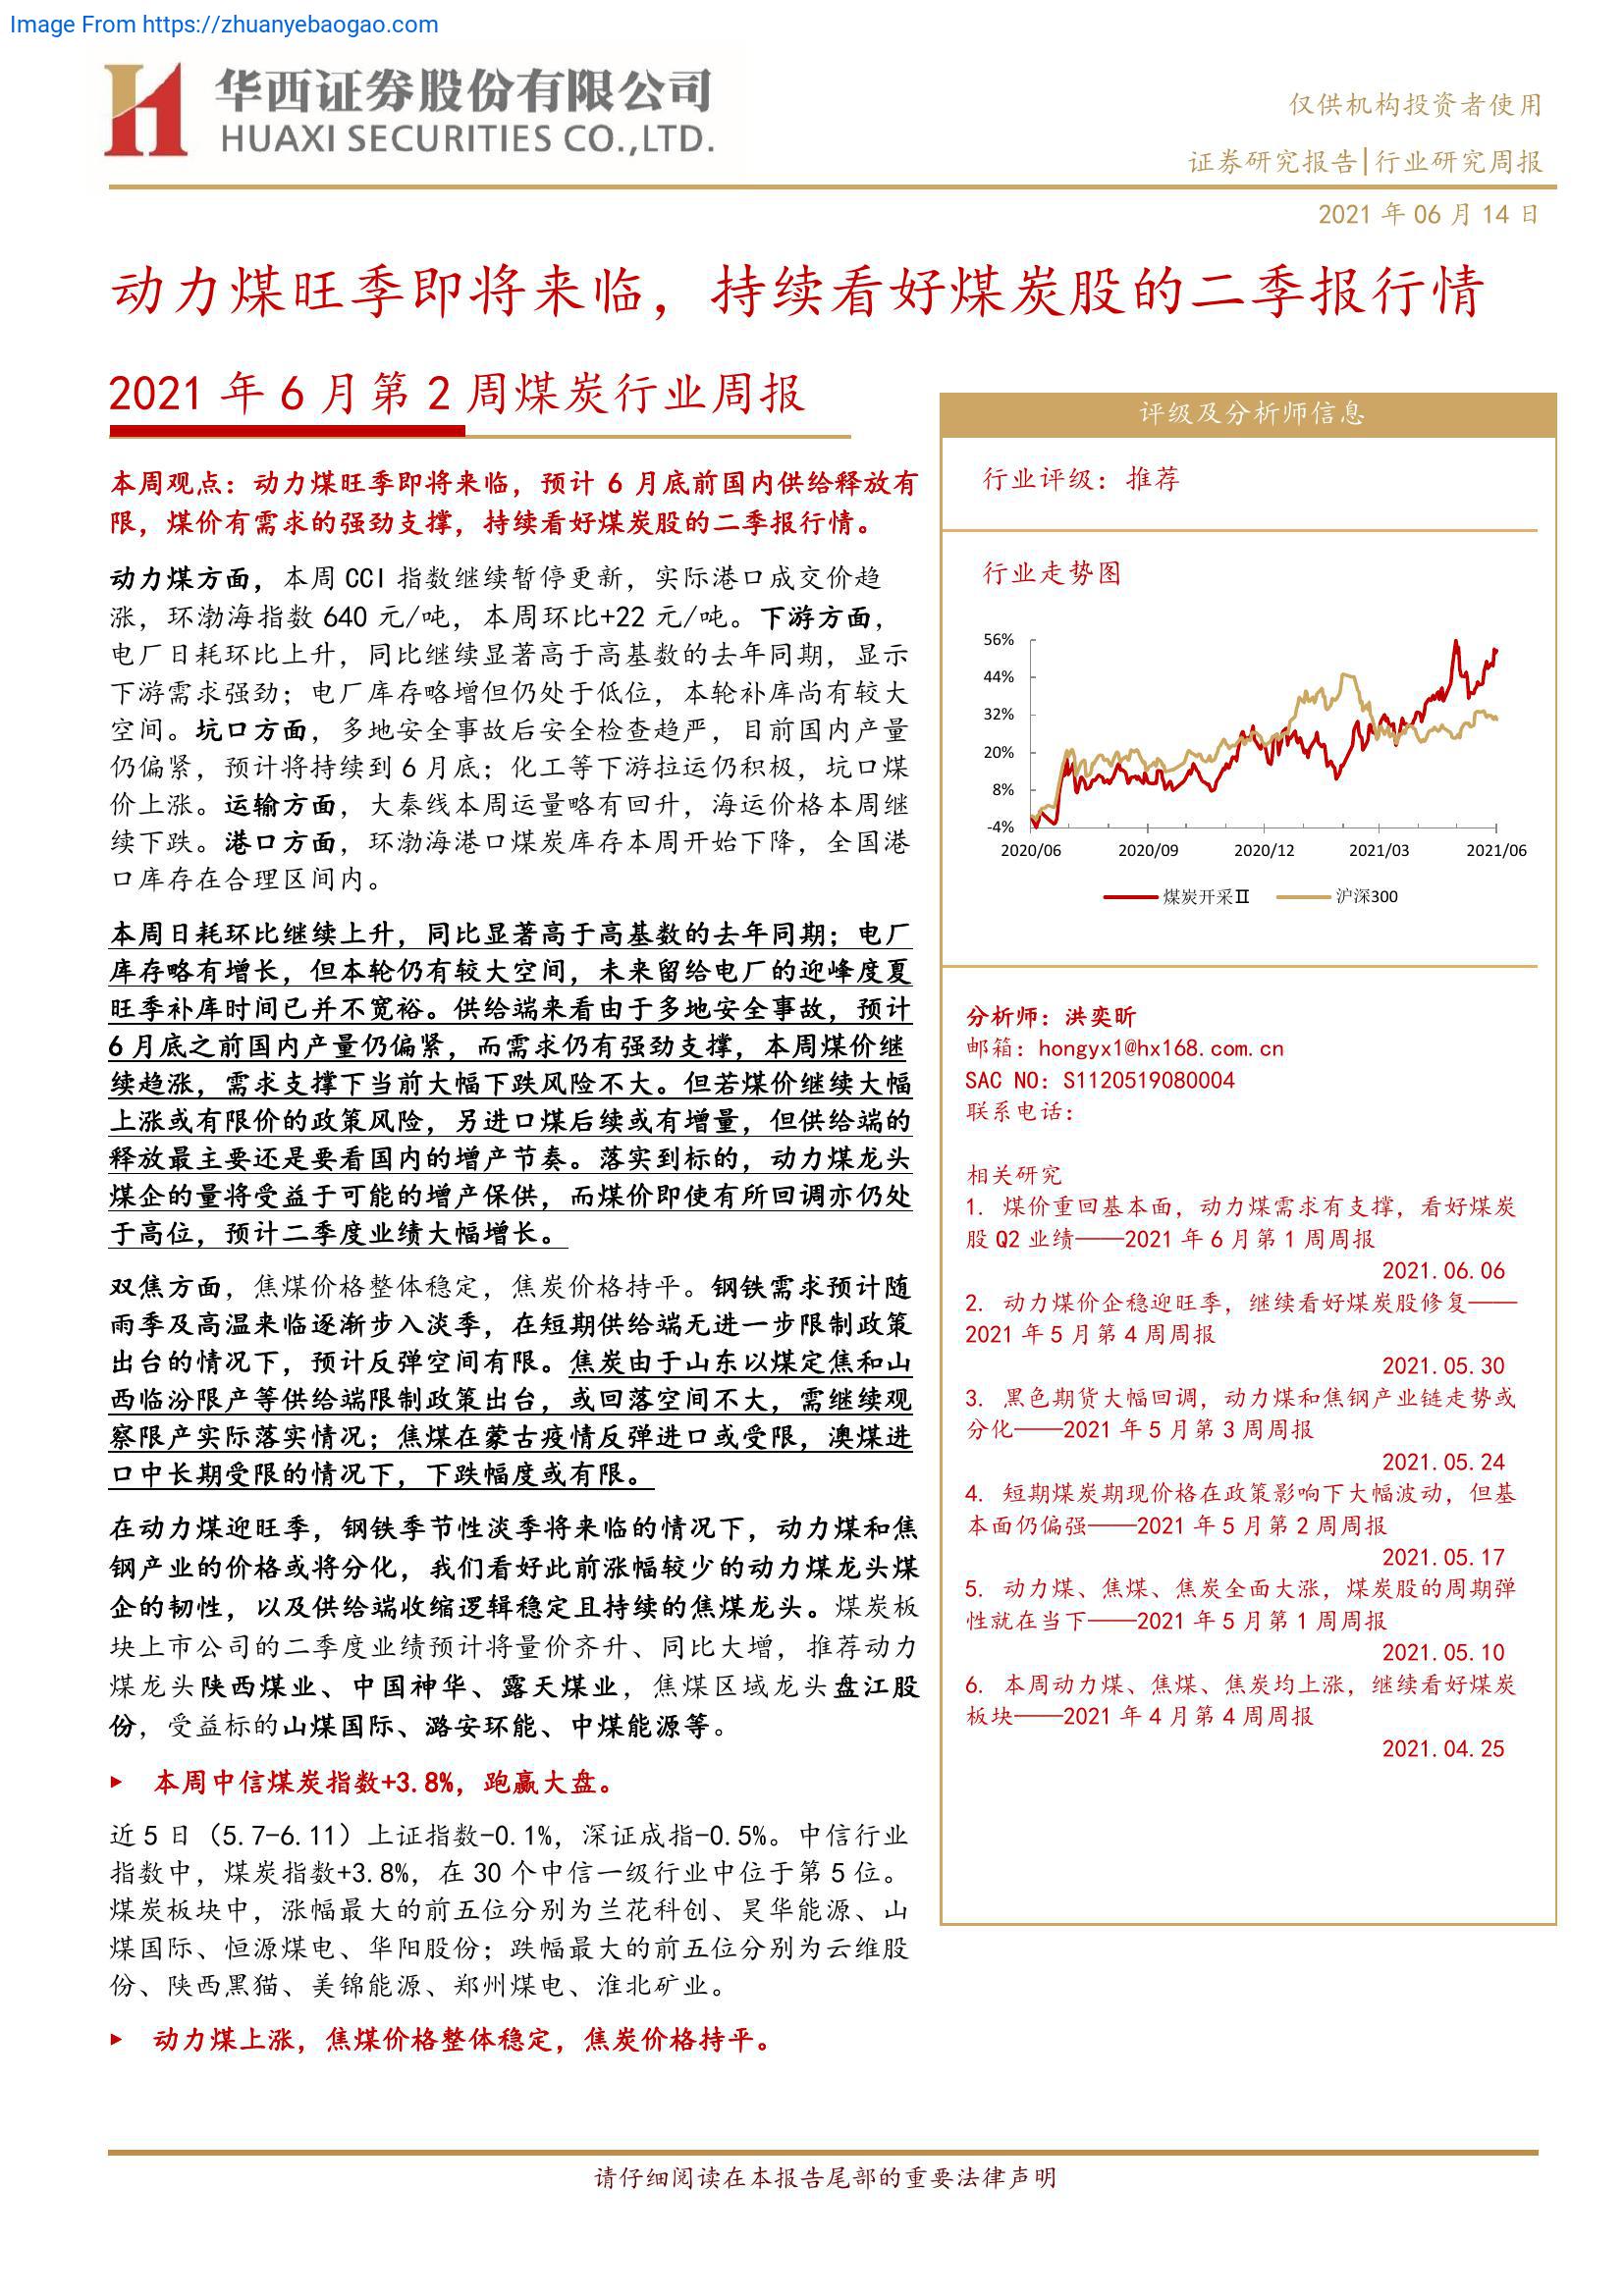 Image From https://zhuanyebaogao.com
华西证券股份有限公司
HUAXI SECURITIES CO.,LTD.
仅供机构投资者使用
证券研究报告|行业研究周报
2021 年 06 月 14 日
动力煤旺季即将来临，持续看好煤炭股的二季报行情
2021 年 6 月第 2 周煤炭行业周报
本周观点：动力煤旺季即将来临，预计 6 月底前国内供给释放有
限，煤价有需求的强劲支撑，持续看好煤炭股的二季报行情。
动力煤方面，本周 CCI 指数继续暂停更新，实际港口成交价趋
涨，环渤海指数 640 元/吨，本周环比+22 元/吨。下游方面，
电厂日耗环比上升，同比继续显著高于高基数的去年同期，显示
下游需求强劲；电厂库存略增但仍处于低位，本轮补库尚有较大
空间。坑口方面，多地安全事故后安全检查趋严，目前国内产量
仍偏紧，预计将持续到 6 月底；化工等下游拉运仍积极，坑口煤
价上涨。运输方面，大秦线本周运量略有回升，海运价格本周继
续下跌。港口方面，环渤海港口煤炭库存本周开始下降，全国港
口库存在合理区间内。
本周日耗环比继续上升，同比显著高于高基数的去年同期；电厂
库存略有增长，但本轮仍有较大空间，未来留给电厂的迎峰度夏
旺季补库时间已并不宽裕。供给端来看由于多地安全事故，预计
6 月底之前国内产量仍偏紧，而需求仍有强劲支撑，本周煤价继
续趋涨，需求支撑下当前大幅下跌风险不大。但若煤价继续大幅
上涨或有限价的政策风险，另进口煤后续或有增量，但供给端的
释放最主要还是要看国内的增产节奏。落实到标的，动力煤龙头
煤企的量将受益于可能的增产保供，而煤价即使有所回调亦仍处
于高位，预计二季度业绩大幅增长。
双焦方面，焦煤价格整体稳定，焦炭价格持平。钢铁需求预计随
雨季及高温来临逐渐步入淡季，在短期供给端无进一步限制政策
出台的情况下，预计反弹空间有限。焦炭由于山东以煤定焦和山
西临汾限产等供给端限制政策出台，或回落空间不大，需继续观
察限产实际落实情况；焦煤在蒙古疫情反弹进口或受限，澳煤进
口中长期受限的情况下，下跌幅度或有限。
在动力煤迎旺季，钢铁季节性淡季将来临的情况下，动力煤和焦
钢产业的价格或将分化，我们看好此前涨幅较少的动力煤龙头煤
企的韧性，以及供给端收缩逻辑稳定且持续的焦煤龙头。煤炭板
块上市公司的二季度业绩预计将量价齐升、同比大增，推荐动力
煤龙头陕西煤业、中国神华、露天煤业，焦煤区域龙头盘江股
份，受益标的山煤国际、潞安环能、中煤能源等。
▶ 本周中信煤炭指数+3.8%，跑赢大盘。
近 5 日（5.7-6.11）上证指数-0.1%，深证成指-0.5%。中信行业
指数中，煤炭指数+3.8%，在 30 个中信一级行业中位于第 5 位。
煤炭板块中，涨幅最大的前五位分别为兰花科创、昊华能源、山
煤国际、恒源煤电、华阳股份；跌幅最大的前五位分别为云维股
份、陕西黑猫、美锦能源、郑州煤电、淮北矿业。
▶ 动力煤上涨，焦煤价格整体稳定，焦炭价格持平。
评级及分析师信息
行业评级：推荐
行业走势图
56%
44%
32%
20%
8%
-4%
2020/06 2020/09 2020/12 2021/03 2021/06
煤炭开采Ⅱ 沪深300
分析师：洪奕昕
邮箱：hongyx1@hx168.com.cn
SAC NO：S1120519080004
联系电话：
相关研究
1. 煤价重回基本面，动力煤需求有支撑，看好煤炭
股 Q2 业绩——2021 年 6 月第 1 周周报
2021.06.06
2. 动力煤价企稳迎旺季，继续看好煤炭股修复——
2021 年 5 月第 4 周周报
2021.05.30
3. 黑色期货大幅回调，动力煤和焦钢产业链走势或
分化——2021 年 5 月第 3 周周报
2021.05.24
4. 短期煤炭期现价格在政策影响下大幅波动，但基
本面仍偏强——2021 年 5 月第 2 周周报
2021.05.17
5. 动力煤、焦煤、焦炭全面大涨，煤炭股的周期弹
性就在当下——2021 年 5 月第 1 周周报
2021.05.10
6. 本周动力煤、焦煤、焦炭均上涨，继续看好煤炭
板块——2021 年 4 月第 4 周周报
2021.04.25
请仔细阅读在本报告尾部的重要法律声明